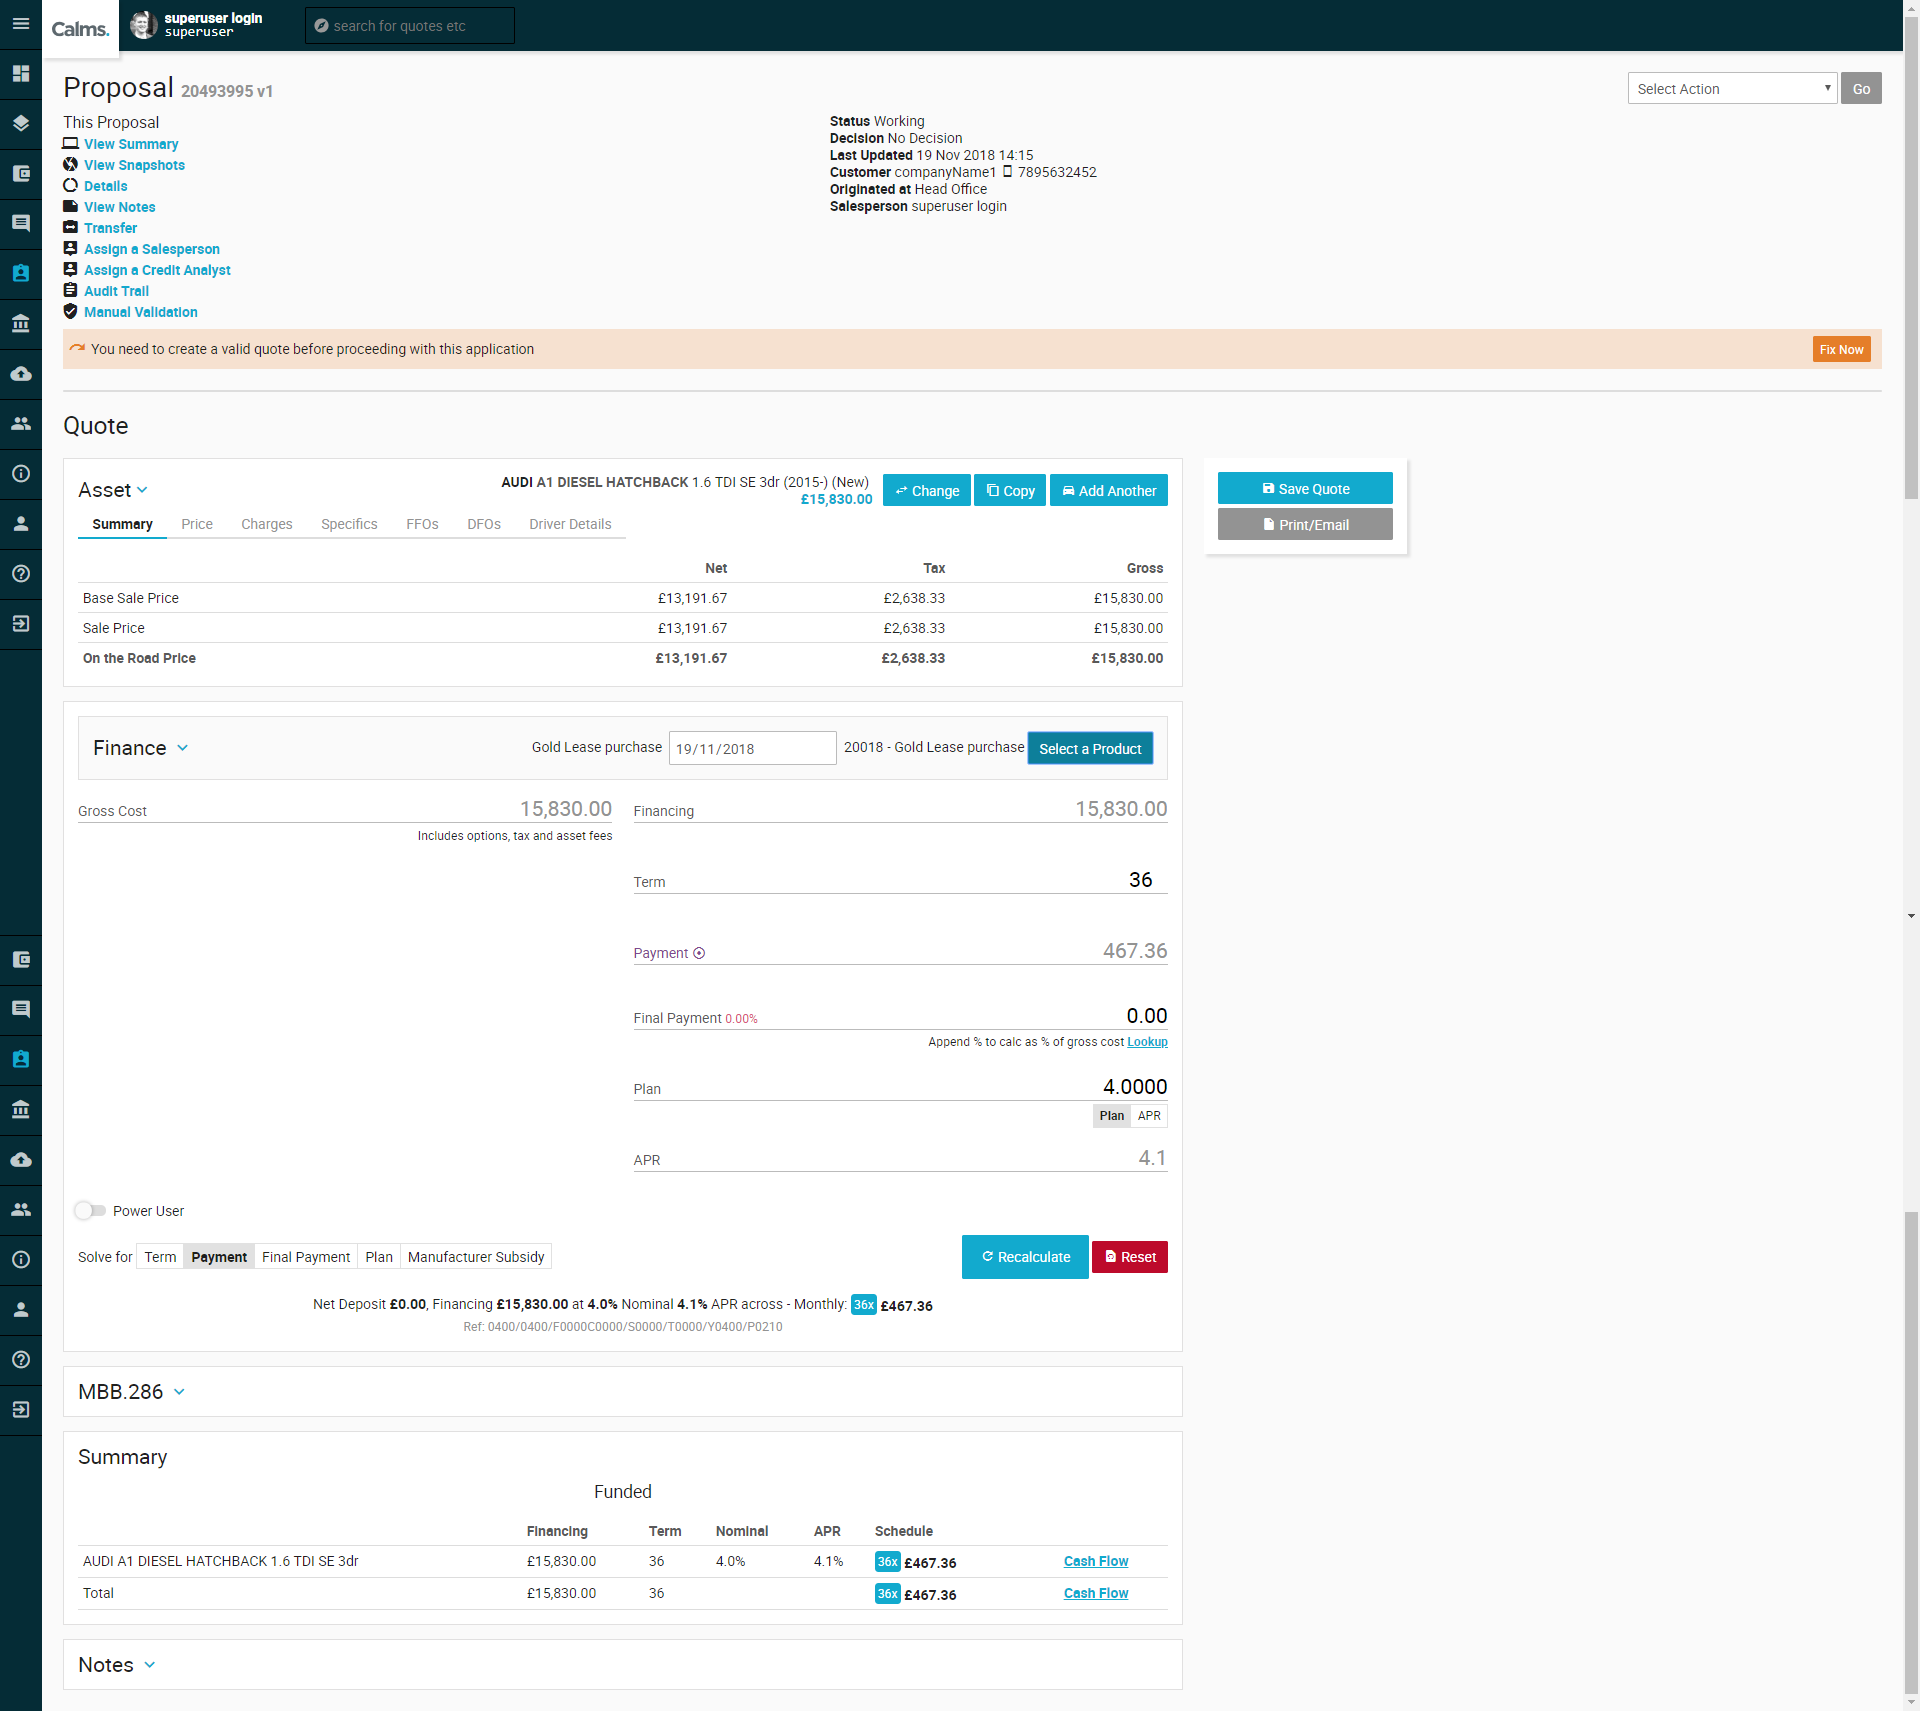 Calms.
superuser login
superuser
search for quotes etc
Proposal 20493995 v1
Select Action
Go
This Proposal
View Summary
View Snapshots
Details
View Notes
Transfer
Assign a Salesperson
Assign a Credit Analyst
Audit Trail
Manual Validation
Status Working
Decision No Decision
Last Updated 19 Nov 2018 14:15
Customer companyName1 7895632452
Originated at Head Office
Salesperson superuser login
You need to create a valid quote before proceeding with this application
Fix Now
Quote
Asset
AUDI A1 DIESEL HATCHBACK 1.6 TDI SE 3dr (2015-) (New)
£15,830.00
Change
Copy
Add Another
Save Quote
Print/Email
Summary Price Charges Specifics FFOs DFOs Driver Details
Net Tax Gross
Base Sale Price £13,191.67 £2,638.33 £15,830.00
Sale Price £13,191.67 £2,638.33 £15,830.00
On the Road Price £13,191.67 £2,638.33 £15,830.00
Finance
Gold Lease purchase 19/11/2018 20018 - Gold Lease purchase Select a Product
Gross Cost 15,830.00
Includes options, tax and asset fees
Financing 15,830.00
Term 36
Payment 467.36
Final Payment 0.00% 0.00
Append % to calc as % of gross cost Lookup
Plan 4.0000
Plan APR
APR 4.1
Power User
Solve for Term Payment Final Payment Plan Manufacturer Subsidy
Recalculate
Reset
Net Deposit £0.00, Financing £15,830.00 at 4.0% Nominal 4.1% APR across - Monthly: 36x £467.36
Ref: 0400/0400/F0000C0000/S0000/T0000/Y0400/P0210
MBB.286
Summary
Funded
Financing Term Nominal APR Schedule
AUDI A1 DIESEL HATCHBACK 1.6 TDI SE 3dr £15,830.00 36 4.0% 4.1% 36x £467.36 Cash Flow
Total £15,830.00 36 36x £467.36 Cash Flow
Notes